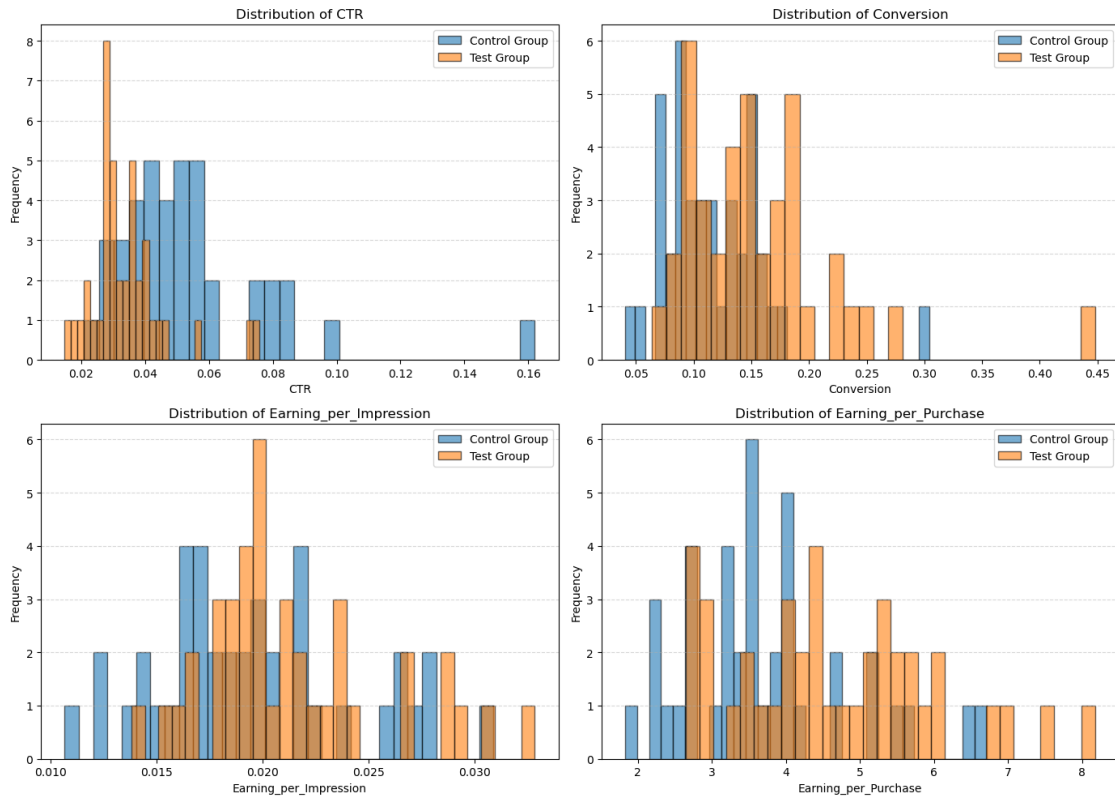 Distribution of CTR
Control Group
Test Group
8
7
6
5
4
3
2
1
0
Frequency
0.02 0.04 0.06 0.08 0.10 0.12 0.14 0.16
CTR
Distribution of Conversion
Control Group
Test Group
6
5
4
3
2
1
0
Frequency
0.05 0.10 0.15 0.20 0.25 0.30 0.35 0.40 0.45
Conversion
Distribution of Earning_per_Impression
Control Group
Test Group
6
5
4
3
2
1
0
Frequency
0.010 0.015 0.020 0.025 0.030
Earning_per_Impression
Distribution of Earning_per_Purchase
Control Group
Test Group
6
5
4
3
2
1
0
Frequency
2 3 4 5 6 7 8
Earning_per_Purchase